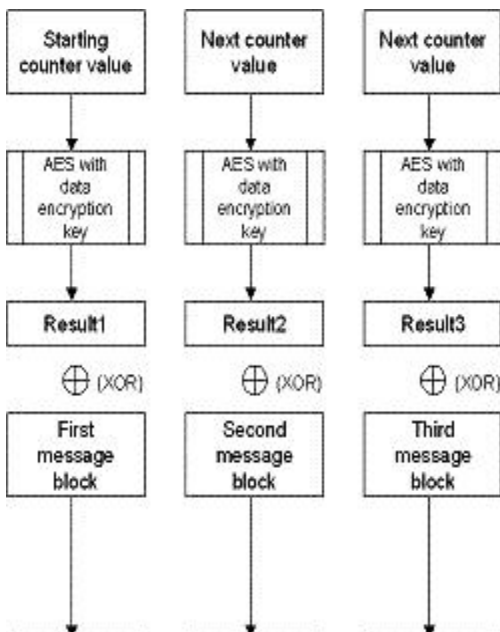 Starting
counter value
Next counter
value
Next counter
value
AES with
data
encryption
key
AES with
data
encryption
key
AES with
data
encryption
key
Result1
Result2
Result3
(XOR)
(XOR)
(XOR)
First
message
block
Second
message
block
Third
message
block